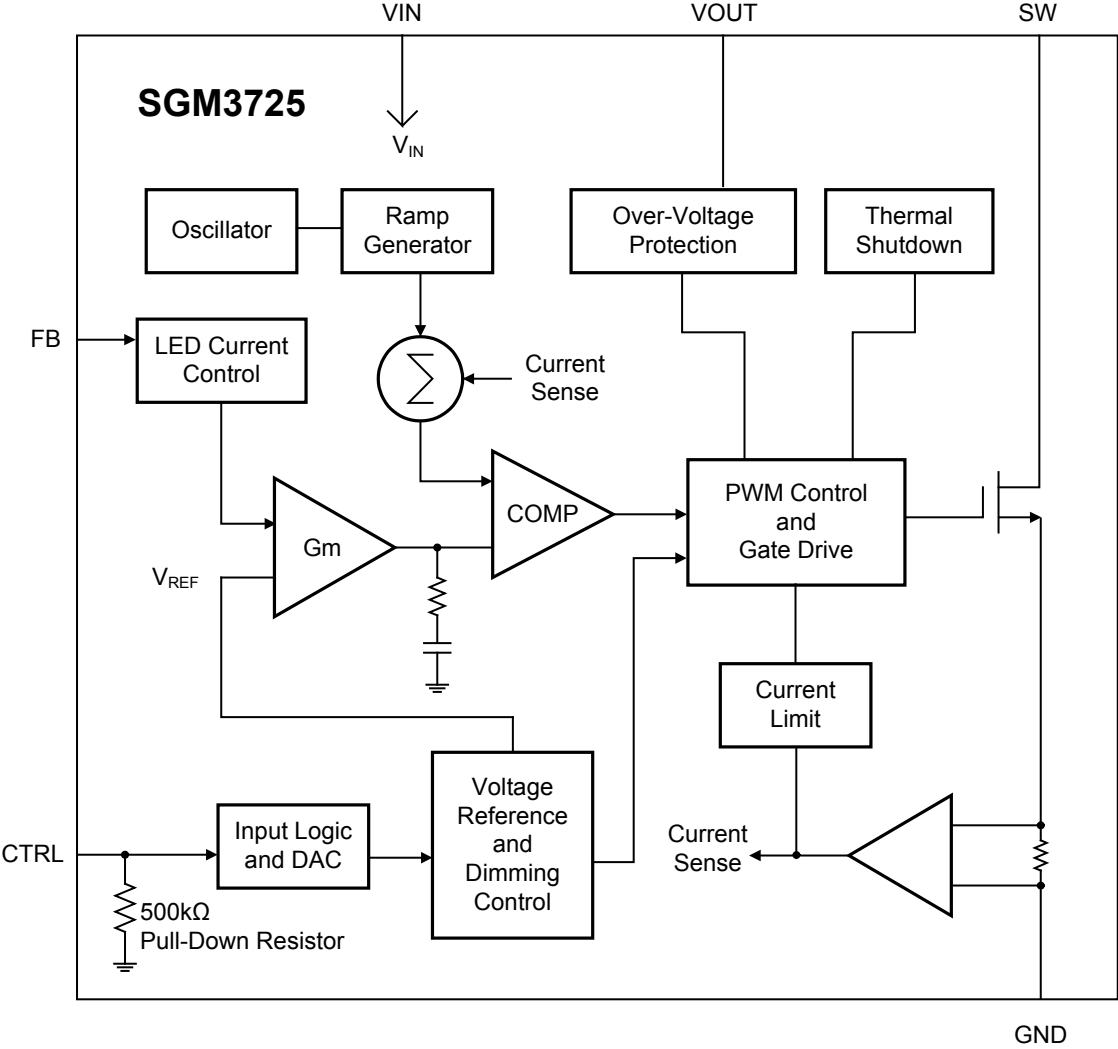 VIN
VOUT
SW
SGM3725
VIN
Oscillator
Ramp
Generator
Over-Voltage
Protection
Thermal
Shutdown
FB
LED Current
Control
∑
Current
Sense
COMP
PWM Control
and
Gate Drive
Gm
VREF
Current
Limit
Voltage
Reference
and
Dimming
Control
Input Logic
and DAC
Current
Sense
CTRL
500kΩ
Pull-Down Resistor
GND